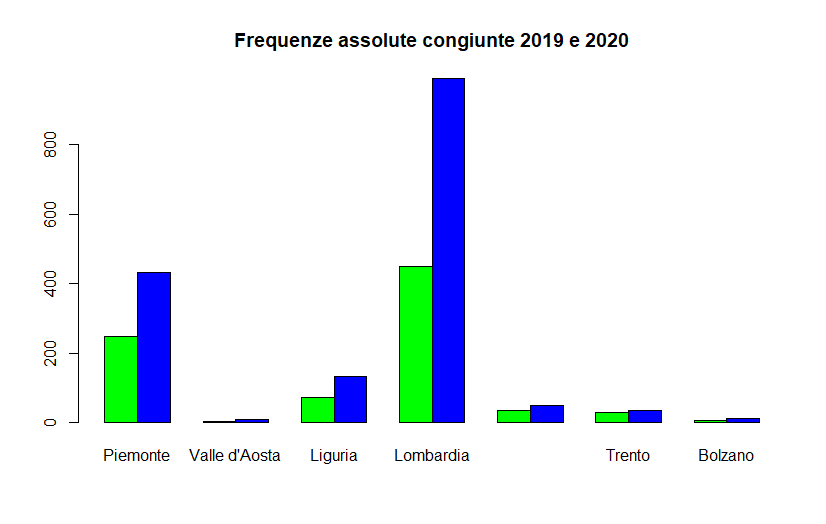 Frequenze assolute congiunte 2019 e 2020
800
600
400
200
0
Piemonte Valle d'Aosta Liguria Lombardia Trento Bolzano